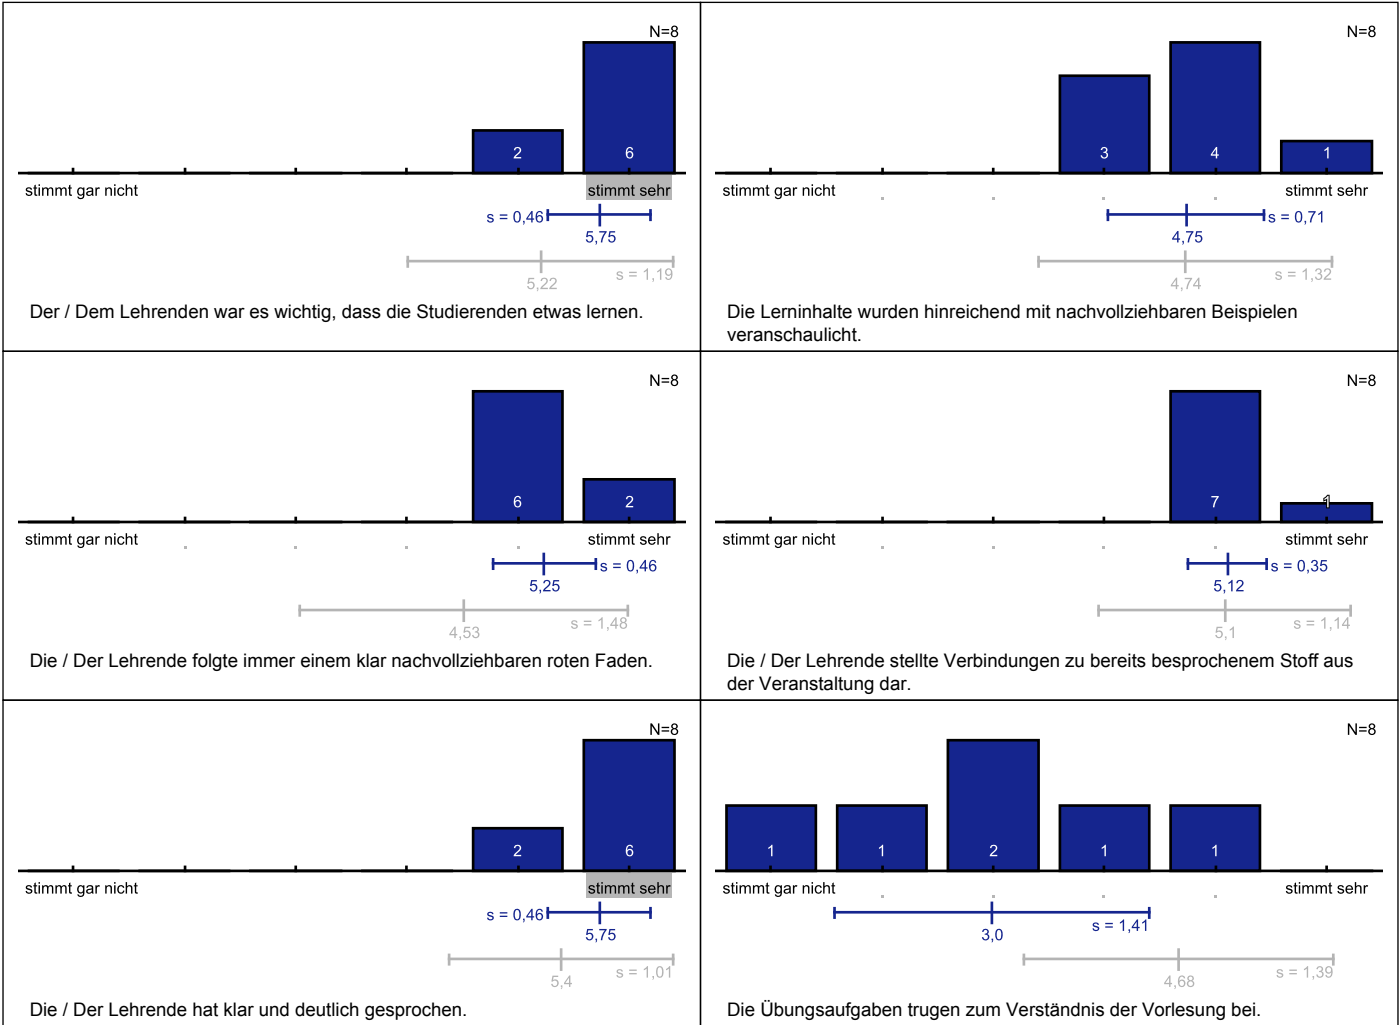 N=8
2
6
stimmt gar nicht
stimmt sehr
s = 0,46
5,75
s = 1,19
5,22
Der / Dem Lehrenden war es wichtig, dass die Studierenden etwas lernen.
N=8
3
4
1
stimmt gar nicht
stimmt sehr
s = 0,71
4,75
s = 1,32
4,74
Die Lerninhalte wurden hinreichend mit nachvollziehbaren Beispielen
veranschaulicht.
N=8
6
2
stimmt gar nicht
stimmt sehr
s = 0,46
5,25
s = 1,48
4,53
Die / Der Lehrende folgte immer einem klar nachvollziehbaren roten Faden.
N=8
7
1
stimmt gar nicht
stimmt sehr
s = 0,35
5,12
s = 1,14
5,1
Die / Der Lehrende stellte Verbindungen zu bereits besprochenem Stoff aus
der Veranstaltung dar.
N=8
2
6
stimmt gar nicht
stimmt sehr
s = 0,46
5,75
s = 1,01
5,4
Die / Der Lehrende hat klar und deutlich gesprochen.
N=8
1
1
2
1
1
stimmt gar nicht
stimmt sehr
s = 1,41
3,0
s = 1,39
4,68
Die Übungsaufgaben trugen zum Verständnis der Vorlesung bei.